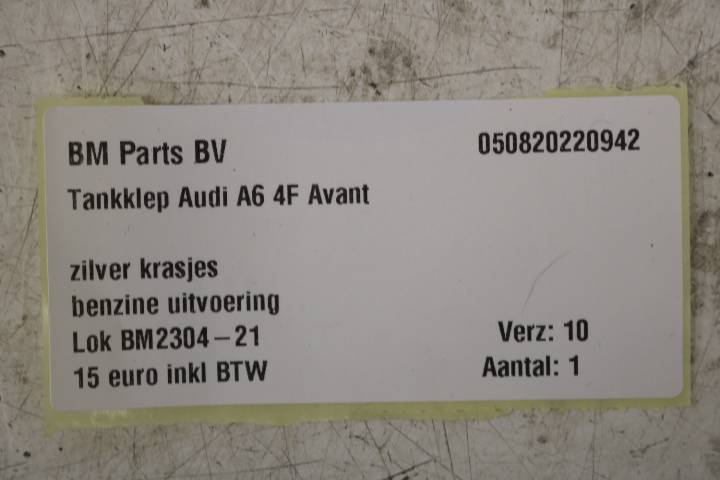 BM Parts BV 050820220942
Tankklep Audi A6 4F Avant
zilver krasjes
benzine uitvoering
Lok BM2304-21 Verz: 10
15 euro inkl BTW Aantal: 1